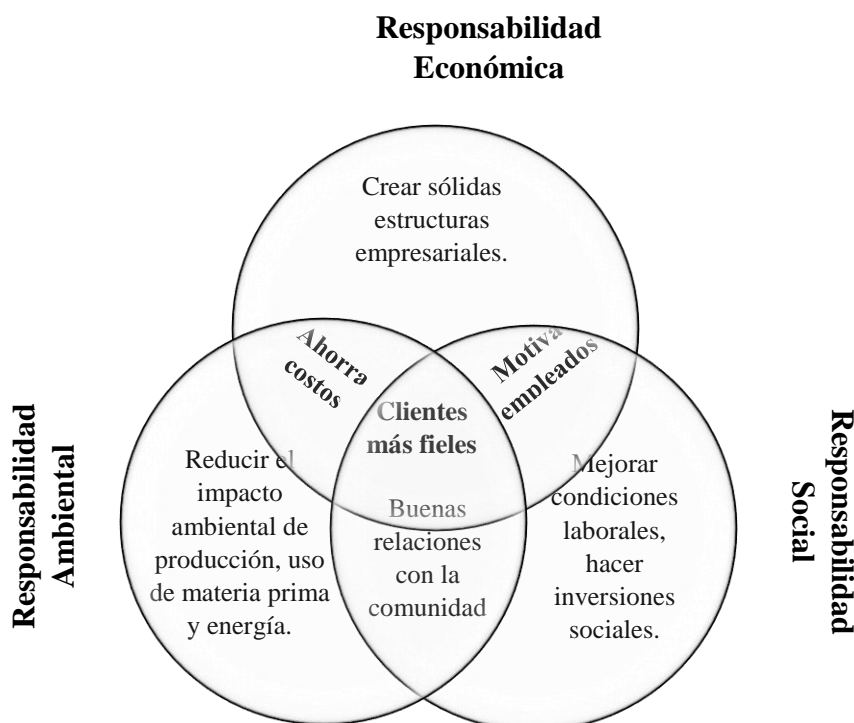 Responsabilidad
Económica
Crear sólidas
estructuras
empresariales.
Ahorra
costos
Motiva
empleados
Clientes
más fieles
Responsabilidad
Ambiental
Reducir el
impacto
ambiental de
producción, uso
de materia prima
y energía.
Buenas
relaciones
con la
comunidad
Mejorar
condiciones
laborales,
hacer
inversiones
sociales.
Responsabilidad
Social